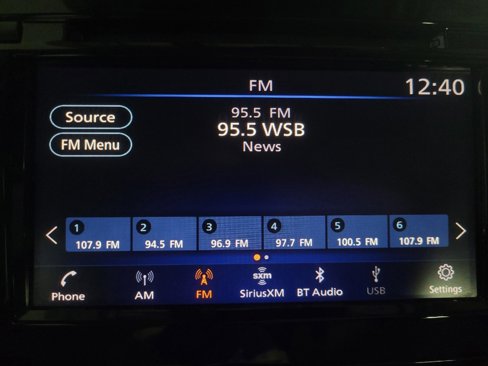 FM
12:40
Source
FM Menu
95.5 FM
95.5 WSB
News
1 2 3 4 5 6
107.9 FM 94.5 FM 96.9 FM 97.7 FM 100.5 FM 107.9 FM
sxm
Phone AM FM SiriusXM BT Audio USB Settings